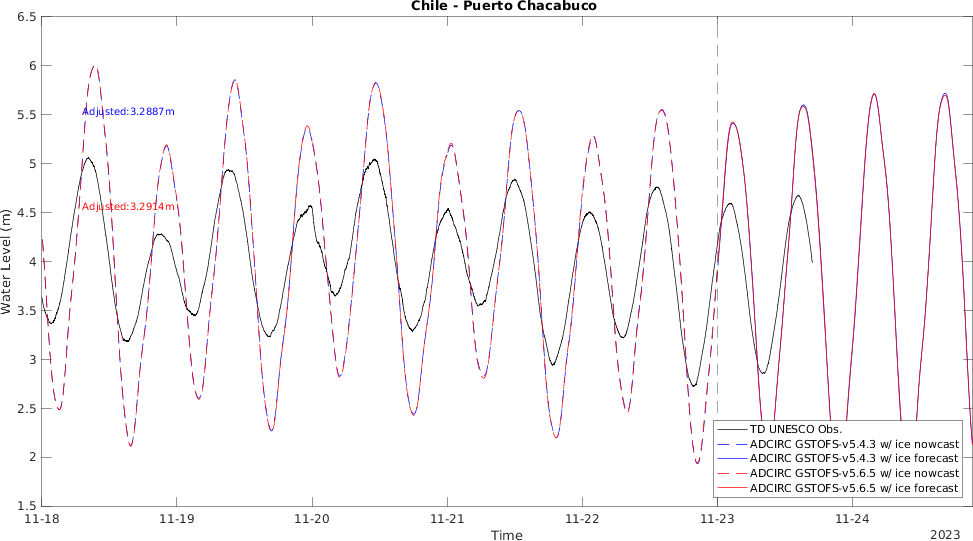 Chile - Puerto Chacabuco
6.5
6
5.5
5
4.5
4
3.5
3
2.5
2
1.5
Water Level (m)
Adjusted:3.2887m
Adjusted:3.2914m
TD UNESCO Obs.
ADCIRC GSTOFS-v5.4.3 w/ ice nowcast
ADCIRC GSTOFS-v5.4.3 w/ ice forecast
ADCIRC GSTOFS-v5.6.5 w/ ice nowcast
ADCIRC GSTOFS-v5.6.5 w/ ice forecast
11-18 11-19 11-20 11-21 11-22 11-23 11-24
Time
2023